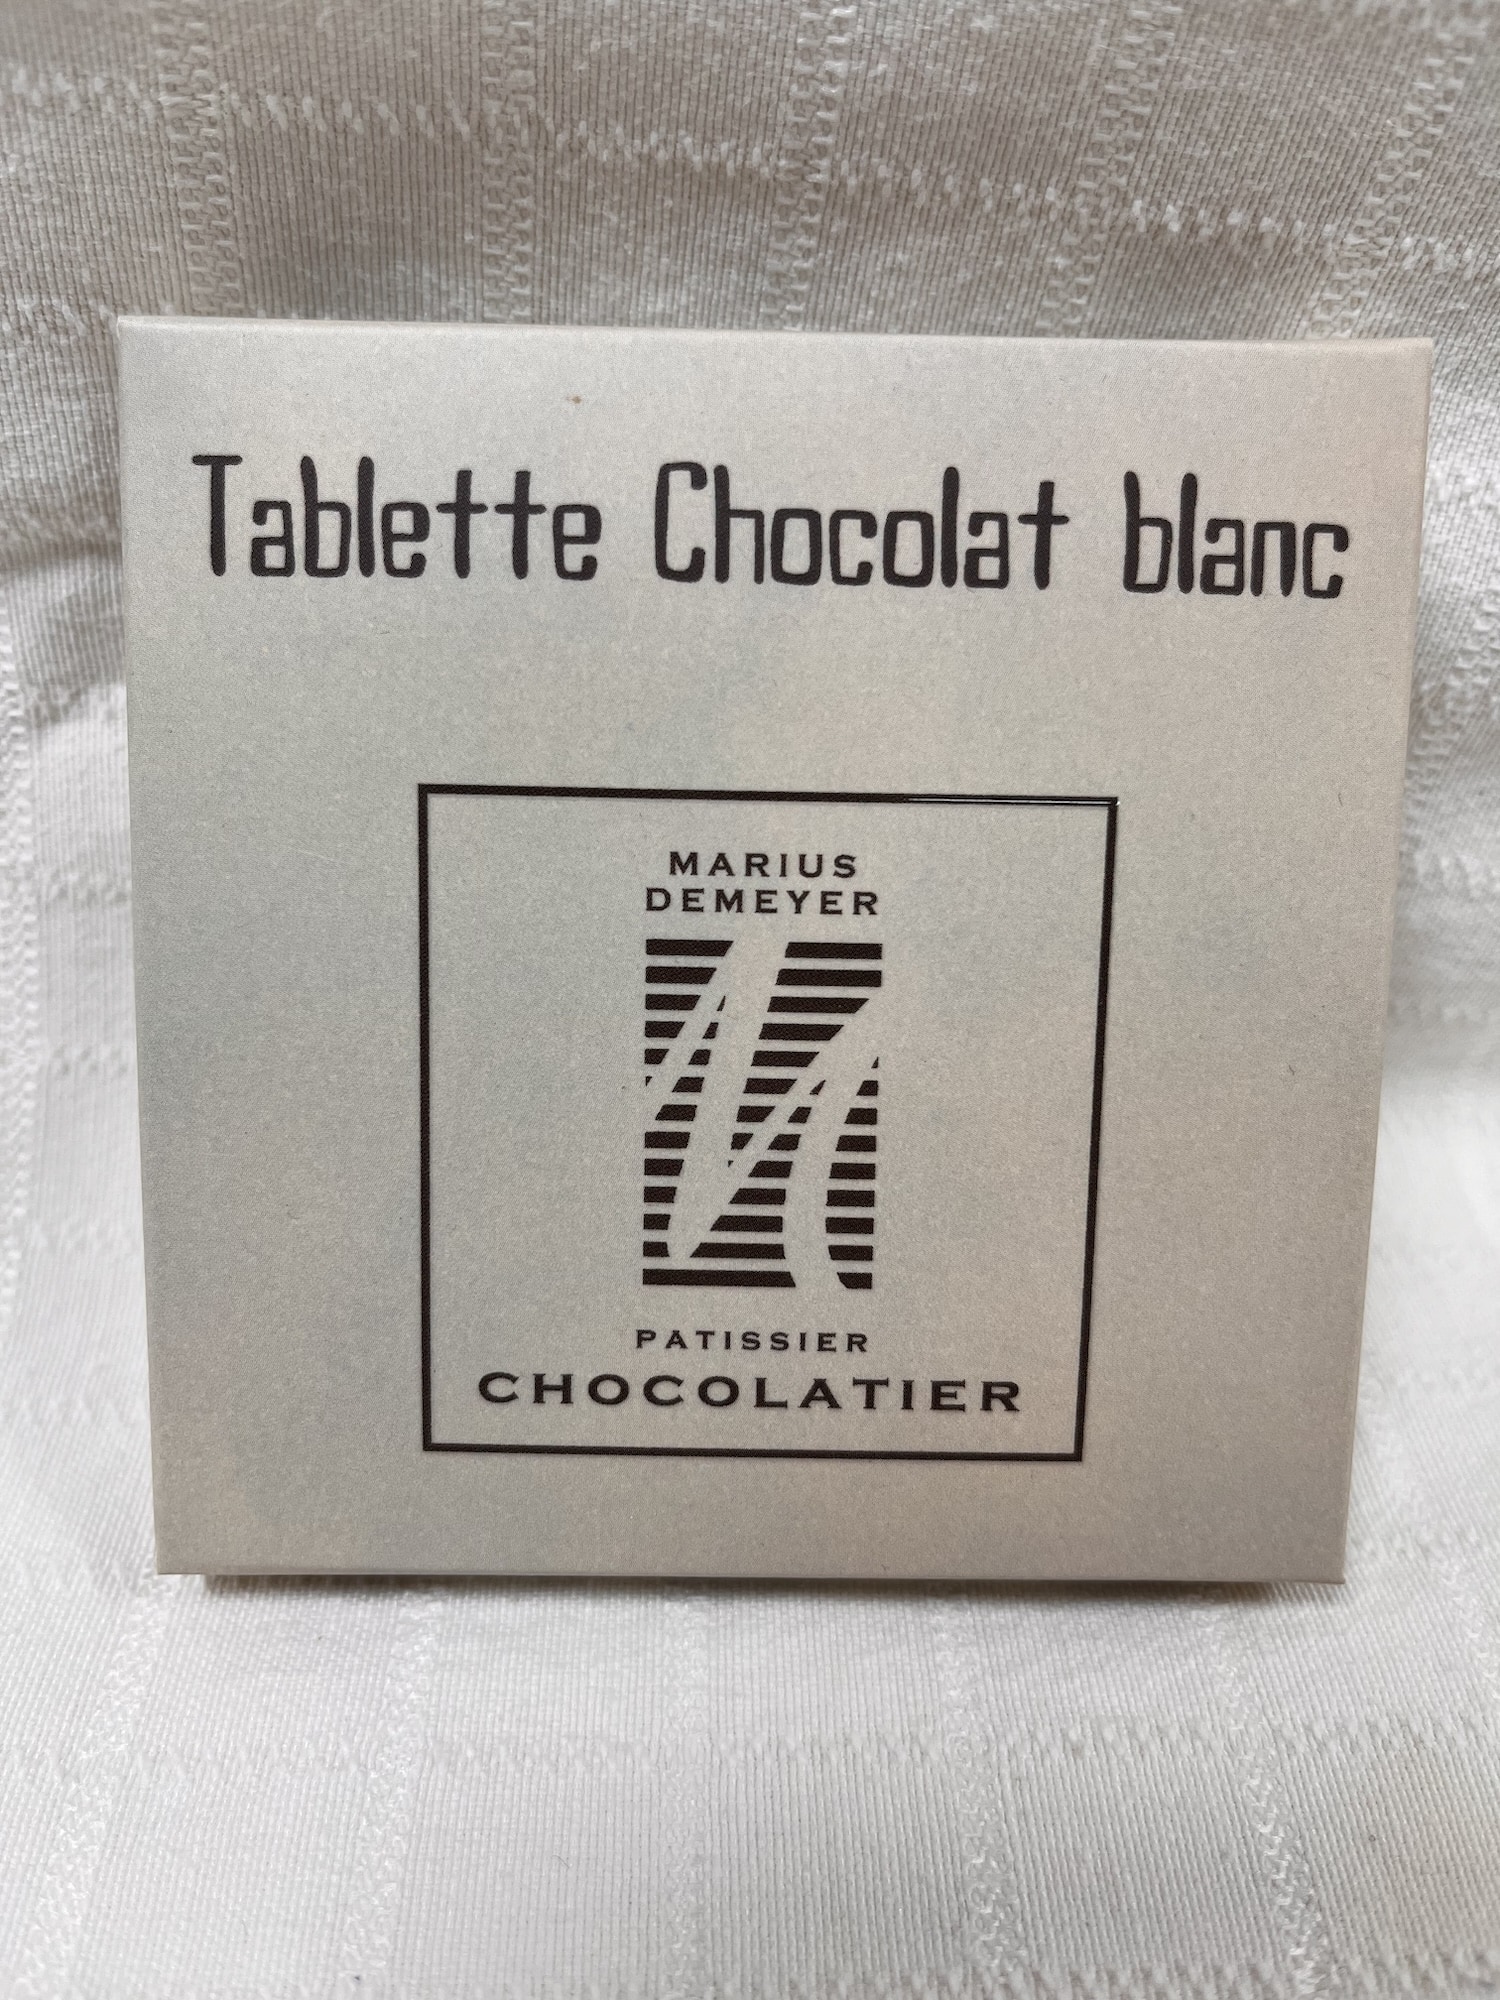 Tablette Chocolat blanc
MARIUS
DEMEYER
PATISSIER
CHOCOLATIER